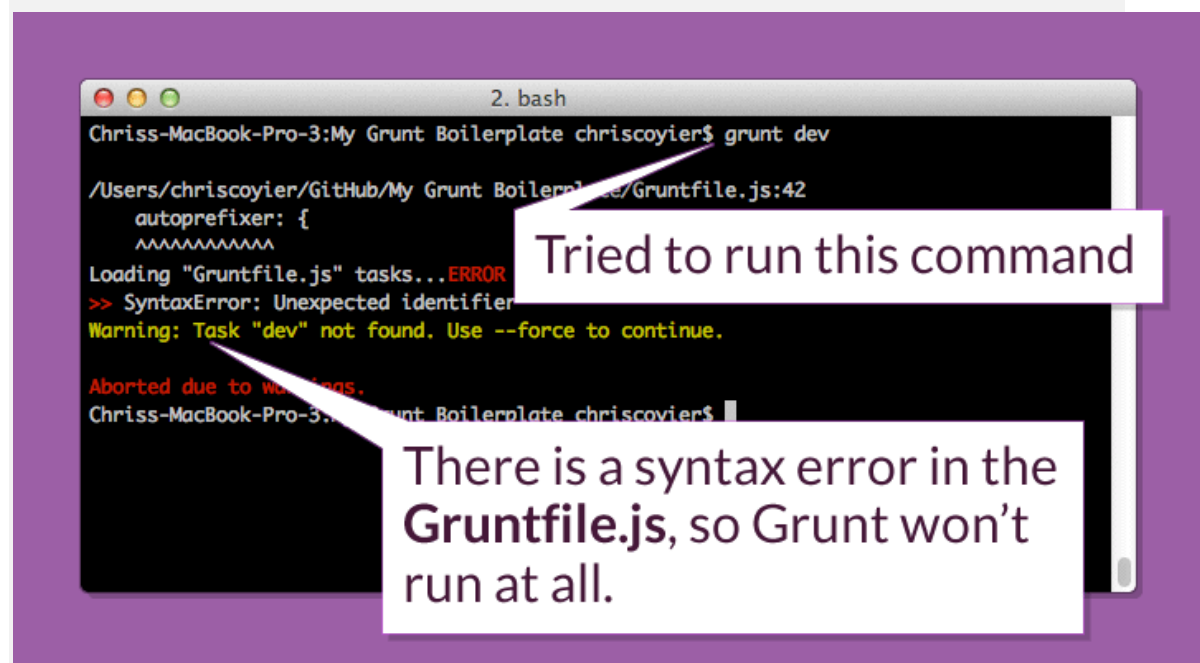 2. bash
Chriss-MacBook-Pro-3:My Grunt Boilerplate chriscoyier$ grunt dev
/Users/chriscoyier/GitHub/My Grunt Boilerplate/Gruntfile.js:42
autoprefixer: {
^^^^^^^^^^^^
Tried to run this command
Loading "Gruntfile.js" tasks...ERROR
>> SyntaxError: Unexpected identifier
Warning: Task "dev" not found. Use --force to continue.
Aborted due to warnings.
Chriss-MacBook-Pro-3:My Grunt Boilerplate chriscoyier$
There is a syntax error in the
Gruntfile.js, so Grunt won’t
run at all.